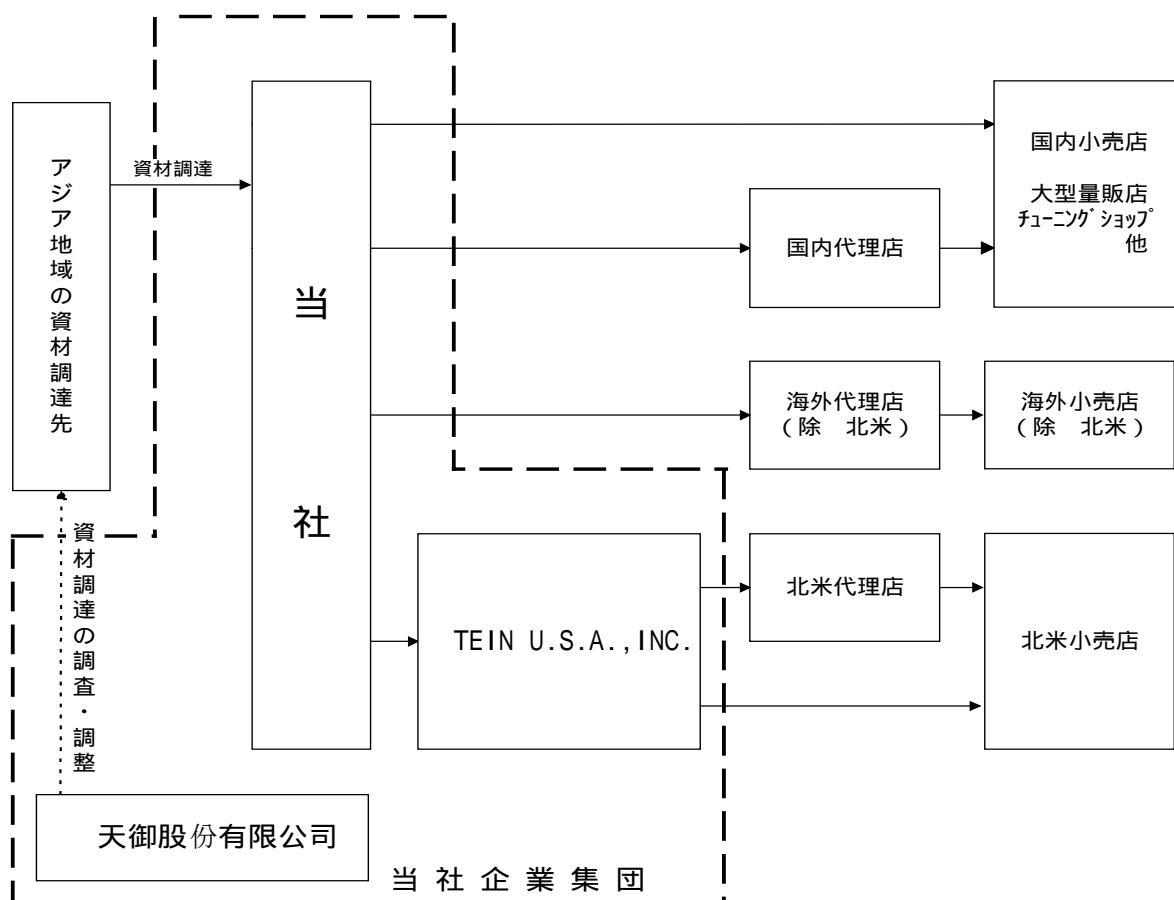 アジア地域の資材調達先
資材調達
当社
国内小売店
大型量販店
チューニングショップ
他
国内代理店
海外代理店
(除 北米)
海外小売店
(除 北米)
資材調達の調査・調整
TEIN U.S.A.,INC.
北米代理店
北米小売店
天御股份有限公司
当社企業集団